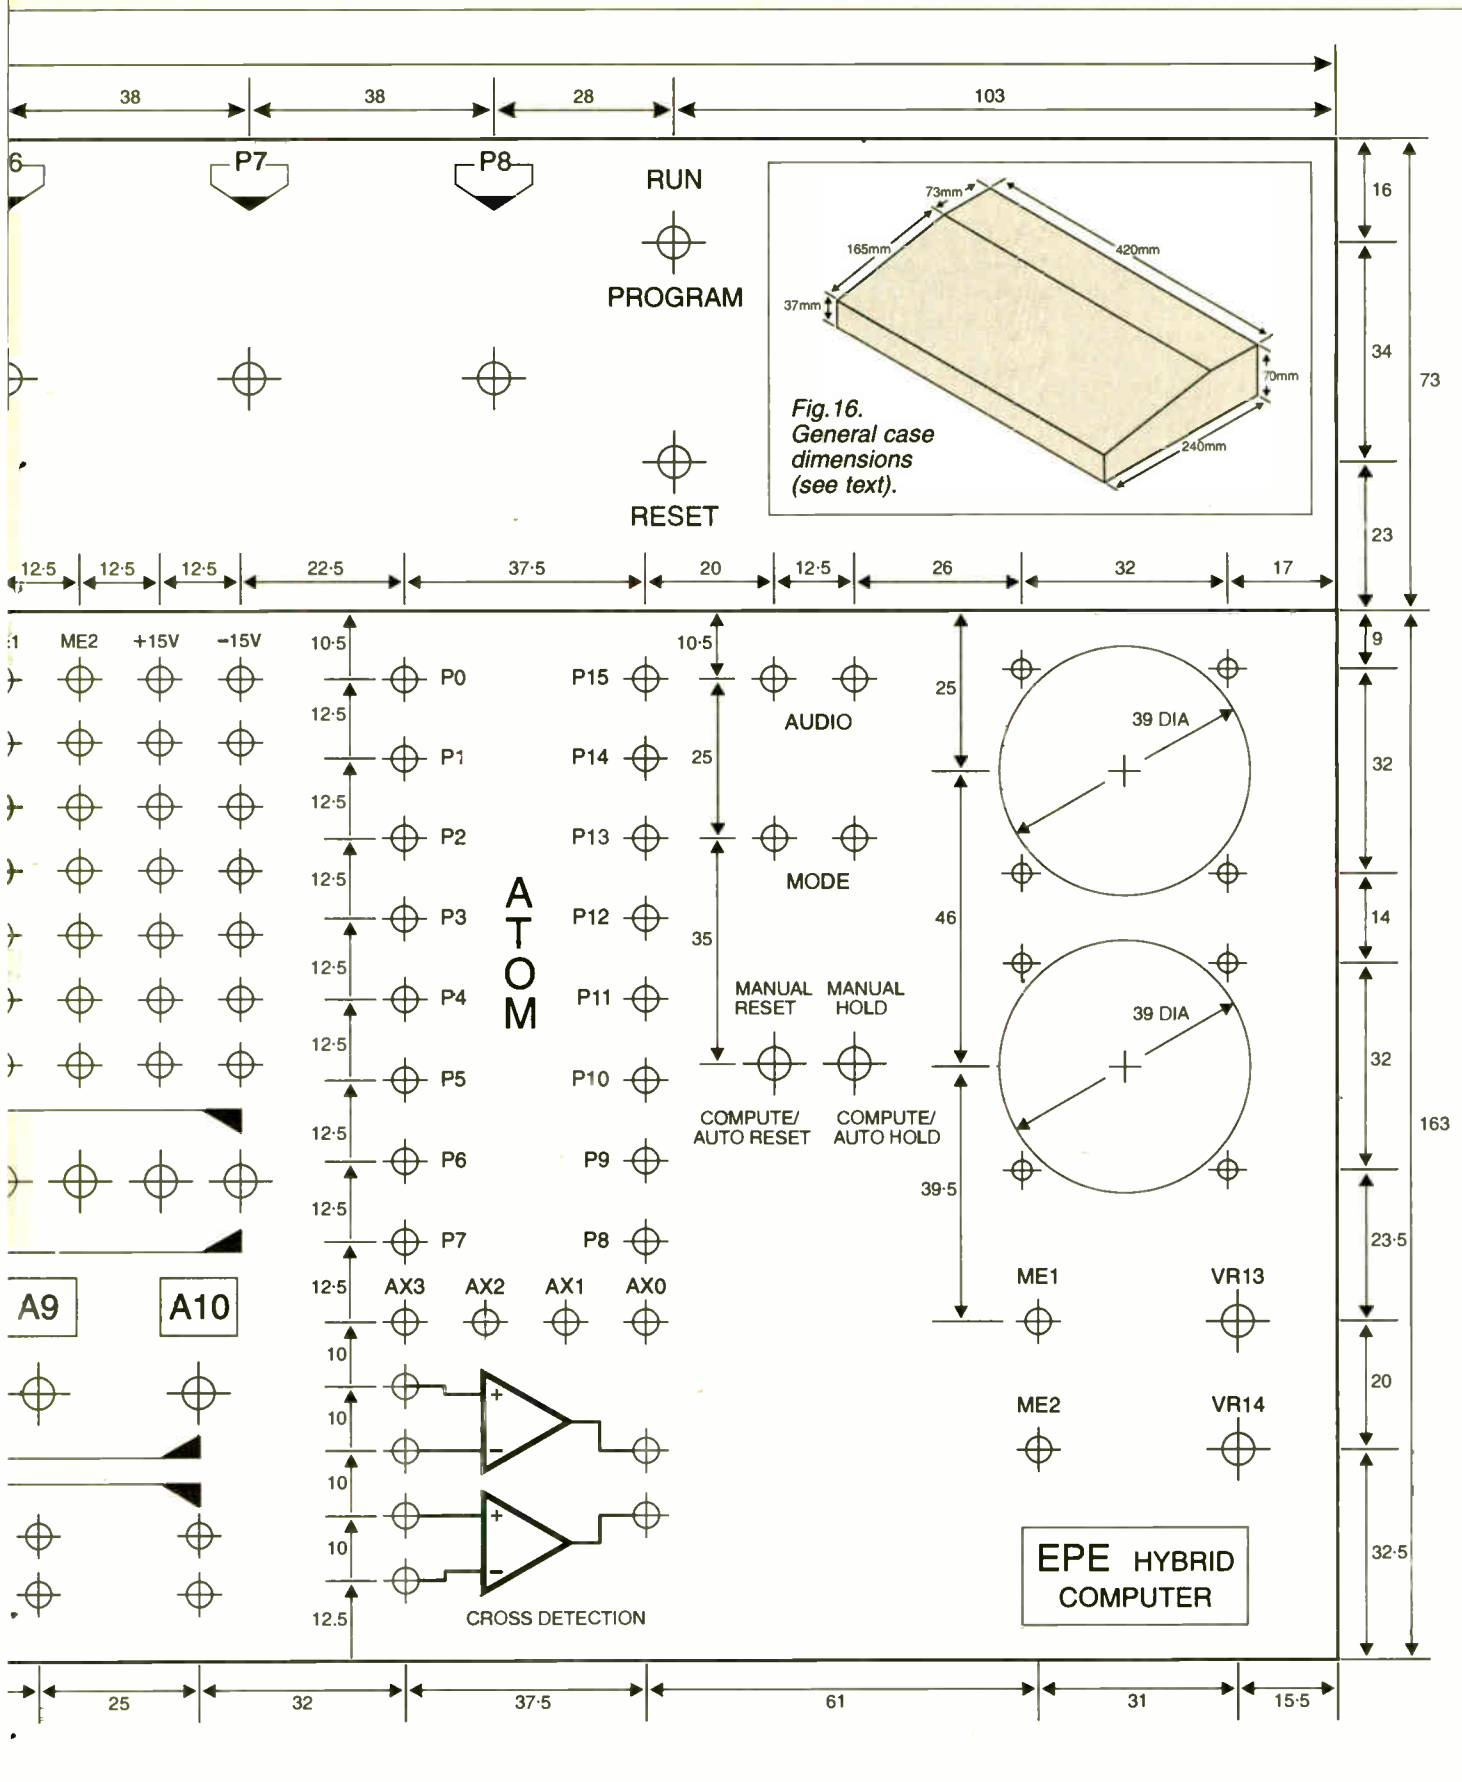 38 38 28 103
6 P7 P8 RUN
PROGRAM
RESET
73mm
165mm
420mm
37mm
70mm
240mm
Fig.16.
General case
dimensions
(see text).
16
34
73
23
12·5 12·5 12·5 22·5 37·5 20 12·5 26 32 17
:1 ME2 +15V −15V
10·5
10·5
9
P0 P15
12·5
AUDIO
25
25
39 DIA
P1 P14
32
12·5
P2 P13
12·5
MODE
A
T
O
M
P3 P12
35
46
14
12·5
P4 P11
MANUAL
RESET
MANUAL
HOLD
39 DIA
12·5
32
P5 P10
COMPUTE/
AUTO RESET
COMPUTE/
AUTO HOLD
163
12·5
P6 P9
39·5
12·5
P7 P8
23·5
12·5
AX3 AX2 AX1 AX0
ME1 VR13
A9 A10
10
+
−
10
20
ME2 VR14
10
+
−
10
EPE HYBRID
COMPUTER
32·5
12.5
CROSS DETECTION
25 32 37·5 61 31 15·5